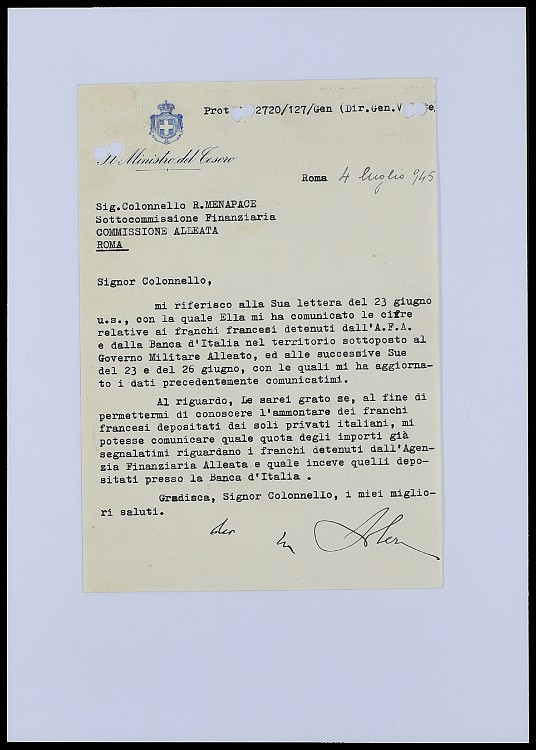 Prot 2720/127/Gen (Dir.Gen.V
Il Ministro del Tesoro
Roma 4 luglio 945
Sig.Colonnello R.MENAPACE
Sottocommissione Finanziaria
COMMISSIONE ALLEATA
ROMA
Signor Colonnello,
mi riferisco alla Sua lettera del 23 giugno
u.s., con la quale Ella mi ha comunicato le cifre
relative ai franchi francesi detenuti dall'A.F.A.
e dalla Banca d'Italia nel territorio sottoposto al
Governo Militare Alleato, ed alle successive Sue
del 23 e del 26 giugno, con le quali mi ha aggiorna-
to i dati precedentemente comunicatimi.
Al riguardo, Le sarei grato se, al fine di
permettermi di conoscere l'ammontare dei franchi
francesi depositati dai soli privati italiani, mi
potesse comunicare quale quota degli importi già
segnalatimi riguardano i franchi detenuti dall'Agen-
zia Finanziaria Alleata e quale inceve quelli depo-
sitati presso la Banca d'Italia .
Gradisca, Signor Colonnello, i miei miglio-
ri saluti.